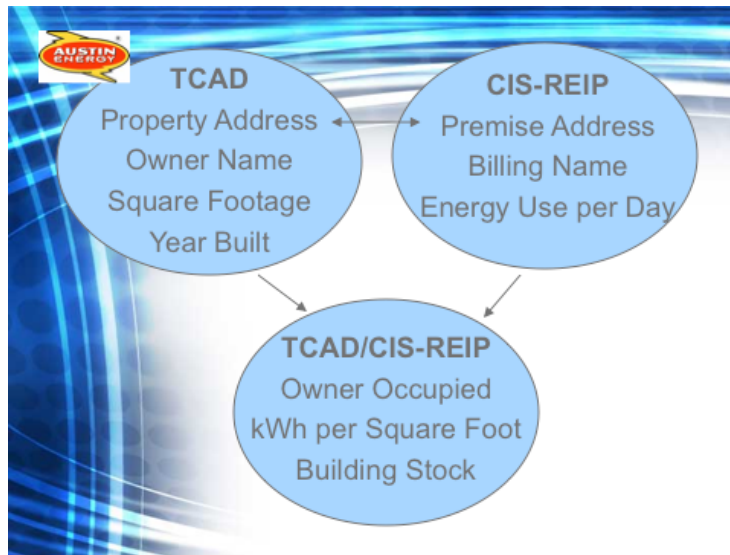 AUSTIN
ENERGY
TCAD
Property Address
Owner Name
Square Footage
Year Built
CIS-REIP
Premise Address
Billing Name
Energy Use per Day
TCAD/CIS-REIP
Owner Occupied
kWh per Square Foot
Building Stock